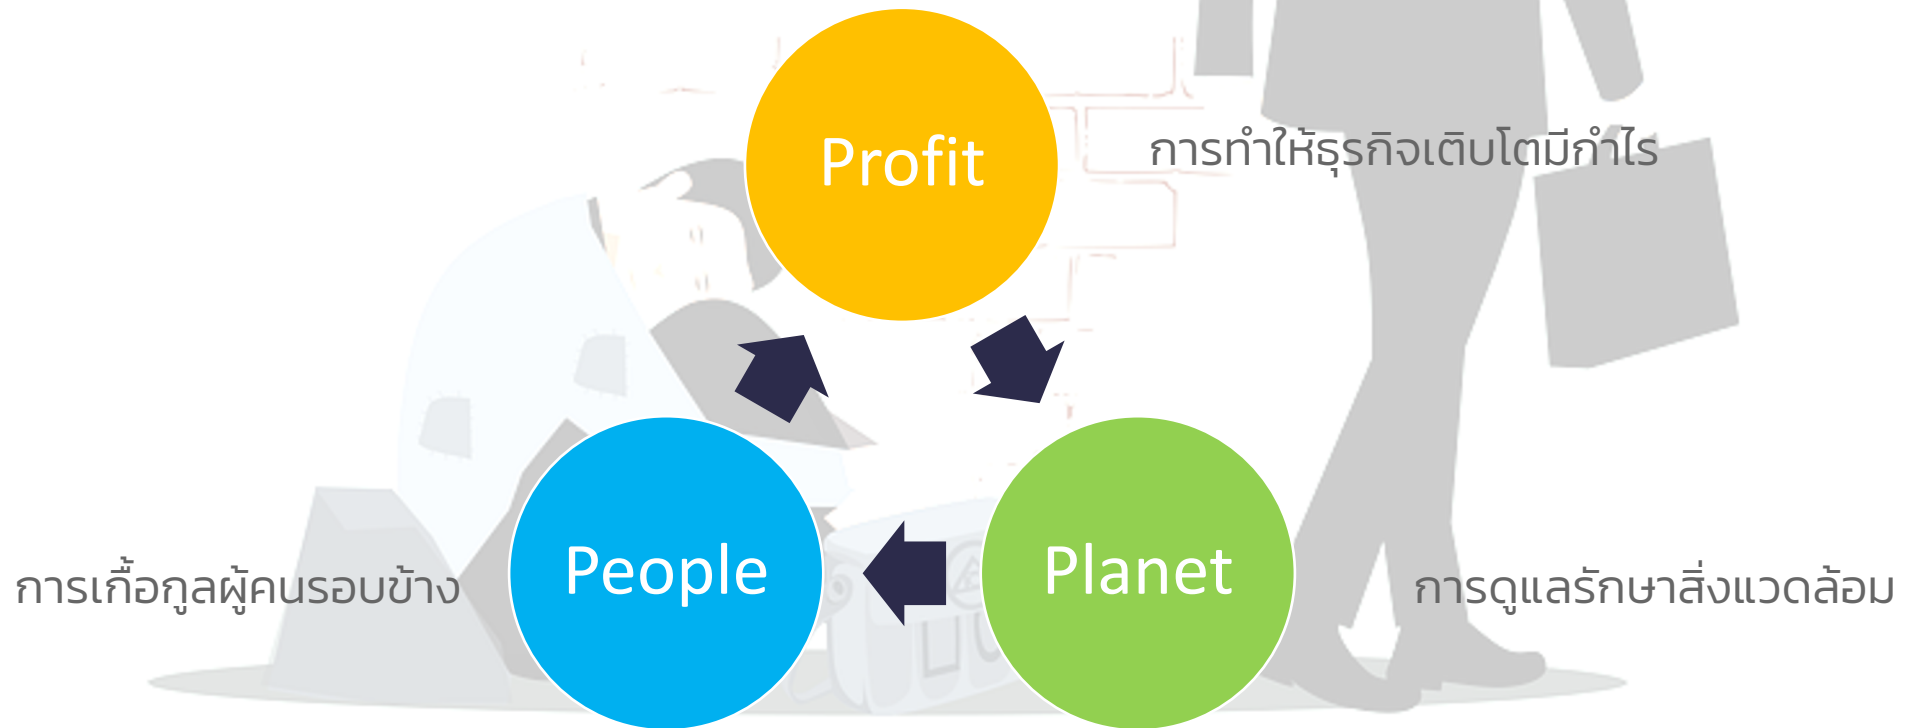 Profit
การทำให้ธุรกิจเติบโตมีกำไร
การเกื้อกูลผู้คนรอบข้าง
People
Planet
การดูแลรักษาสิ่งแวดล้อม